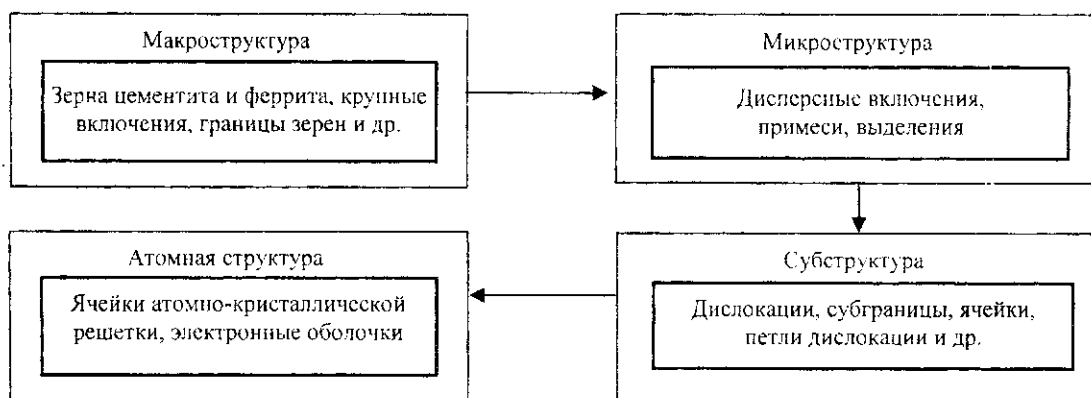 Макроструктура
Зерна цементита и феррита, крупные
включения, границы зерен и др.
Микроструктура
Дисперсные включения,
примеси, выделения
Субструктура
Дислокации, субграницы, ячейки,
петли дислокации и др.
Атомная структура
Ячейки атомно-кристаллической
решетки, электронные оболочки